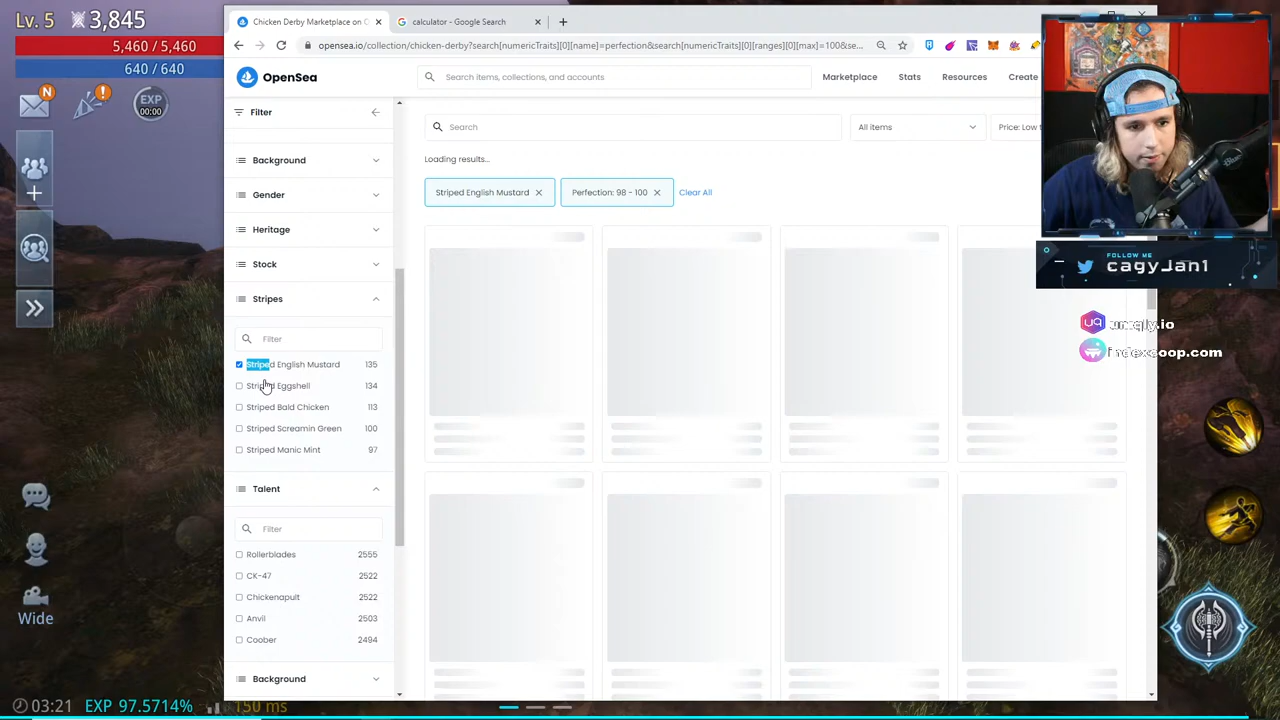 Lv. 5 3,845
5,460 / 5,460
640 / 640
N
!
EXP
00:00
Chicken Derby Marketplace on O
calculator - Google Search
opensea.io/collection/chicken-derby?search[numericTraits][0][name]=perfection&search[numericTraits][0][ranges][0][max]=100&se...
OpenSea
Search items, collections, and accounts
Marketplace
Stats
Resources
Create
Filter
Search
All items
Price: Low t
Loading results...
Striped English Mustard
Perfection: 98 - 100
Clear All
Background
Gender
Heritage
Stock
Stripes
Filter
Striped English Mustard 135
Striped Eggshell 134
Striped Bald Chicken 113
Striped Screamin Green 100
Striped Manic Mint 97
Talent
Filter
Rollerblades 2555
CK-47 2522
Chickenapult 2522
Anvil 2503
Coober 2494
Background
FOLLOW ME
cagyJan1
uniqly.io
indexcoop.com
Wide
03:21 EXP 97.5714% 150 ms